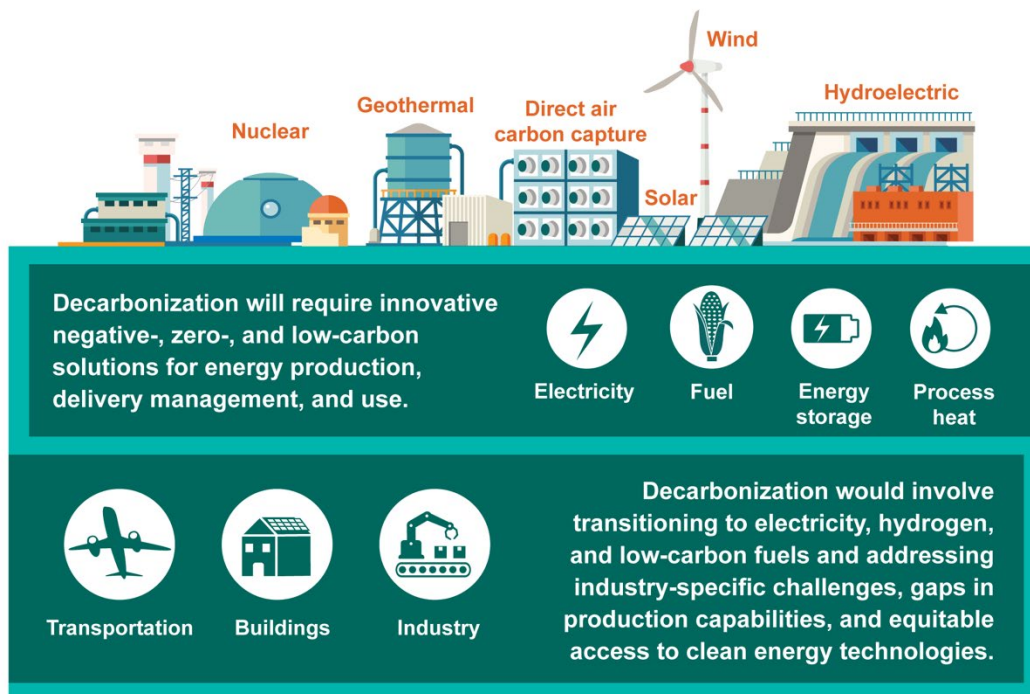 Wind
Hydroelectric
Geothermal
Direct air
carbon capture
Nuclear
Solar
Decarbonization will require innovative
negative-, zero-, and low-carbon
solutions for energy production,
delivery management, and use.
Electricity
Fuel
Energy
storage
Process
heat
Transportation
Buildings
Industry
Decarbonization would involve
transitioning to electricity, hydrogen,
and low-carbon fuels and addressing
industry-specific challenges, gaps in
production capabilities, and equitable
access to clean energy technologies.